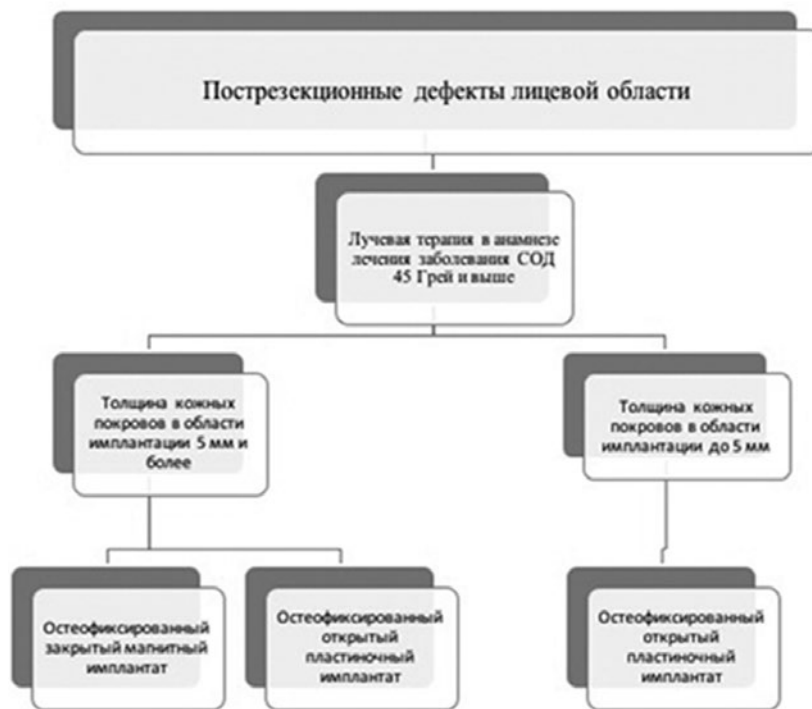 Пострезекционные дефекты лицевой области
Лучевая терапия в анамнезе
лечения заболевания СОД
45 Грей и выше
Толщина кожных
покровов в области
имплантации 5 мм и
более
Толщина кожных
покровов в области
имплантации до 5 мм
Остеофиксированный
закрытый магнитный
имплантат
Остеофиксированный
открытый
пластиночный
имплантат
Остеофиксированный
открытый
пластиночный
имплантат